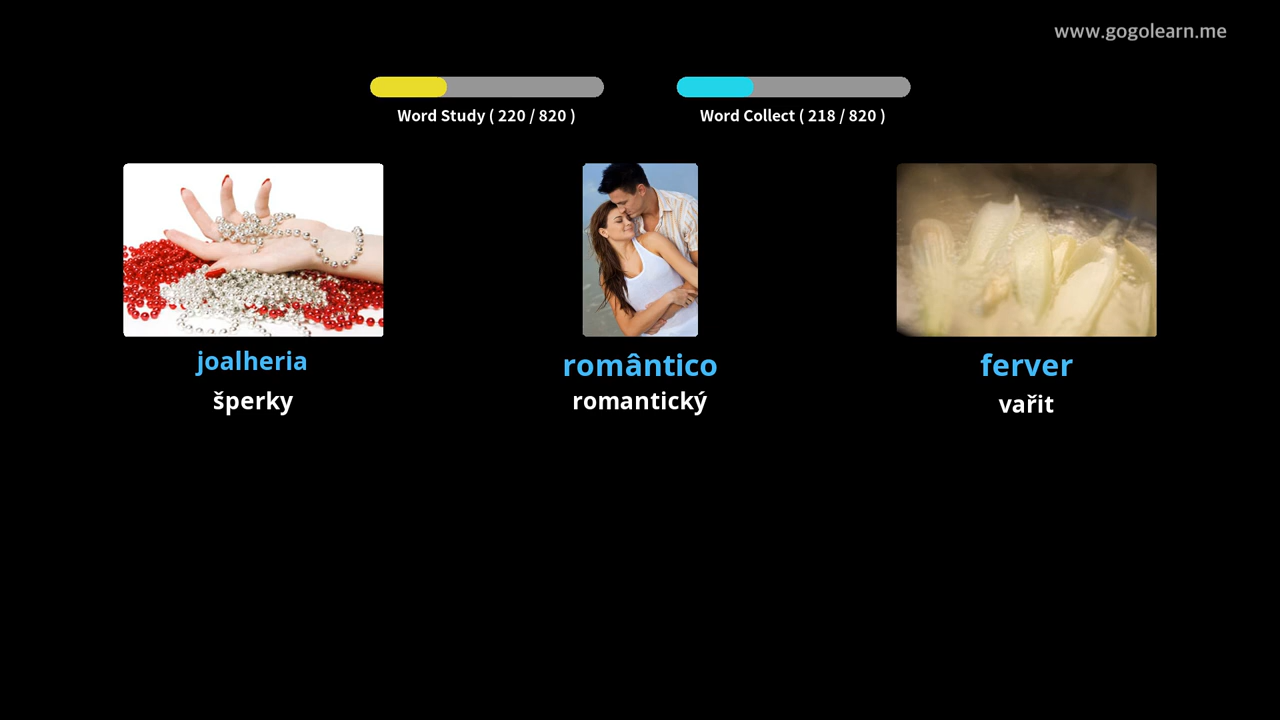 www.gogolearn.me
Word Study ( 220 / 820 )
Word Collect ( 218 / 820 )
joalheria
šperky
romântico
romantický
ferver
vařit